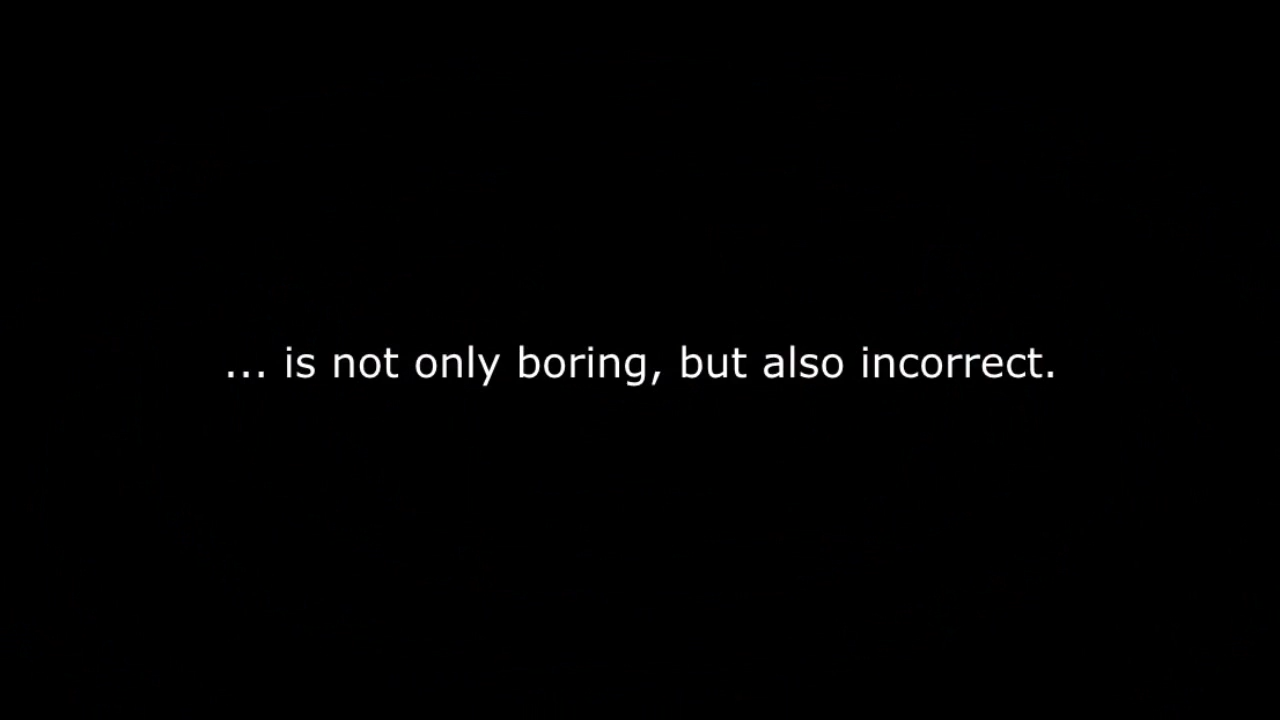 ... is not only boring, but also incorrect.